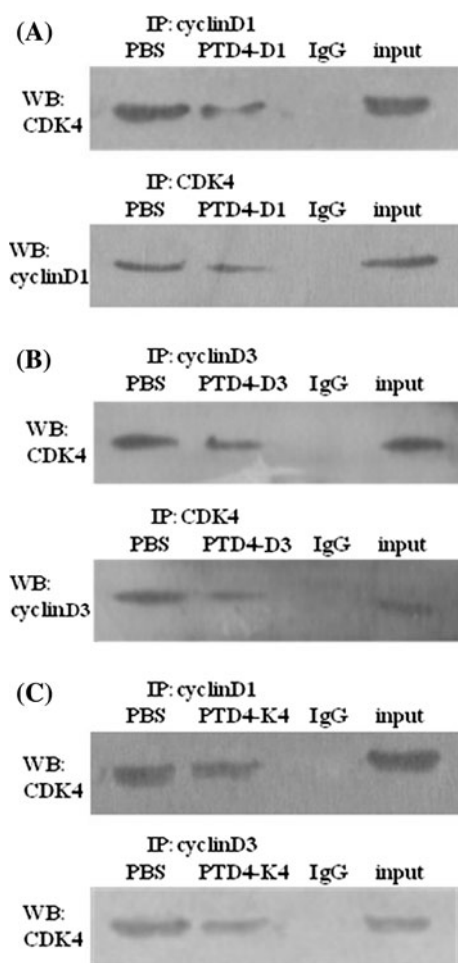 (A) IP: cyclinD1
PBS PTD4-D1 IgG input
WB:
CDK4
IP: CDK4
PBS PTD4-D1 IgG input
WB:
cyclinD1
(B) IP: cyclinD3
PBS PTD4-D3 IgG input
WB:
CDK4
IP: CDK4
PBS PTD4-D3 IgG input
WB:
cyclinD3
(C) IP: cyclinD1
PBS PTD4-K4 IgG input
WB:
CDK4
IP: cyclinD3
PBS PTD4-K4 IgG input
WB:
CDK4